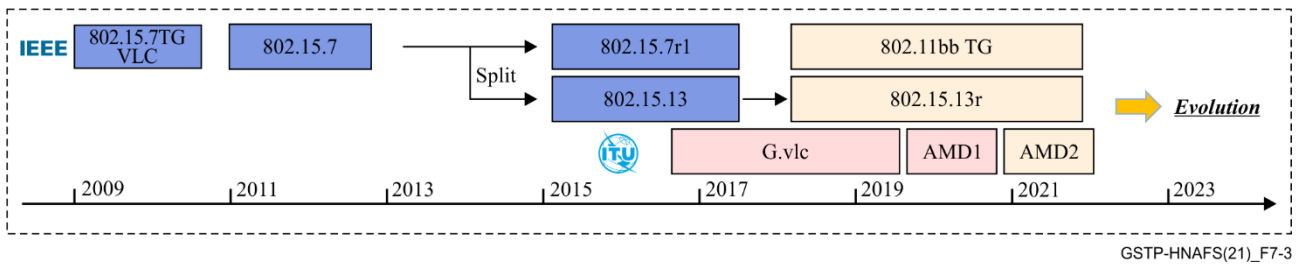 IEEE
802.15.7TG
VLC
802.15.7
802.15.7r1
802.11bb TG
Split
802.15.13
802.15.13r
Evolution
ITU
G.vlc
AMD1
AMD2
2009
2011
2013
2015
2017
2019
2021
2023
GSTP-HNAFS(21)_F7-3